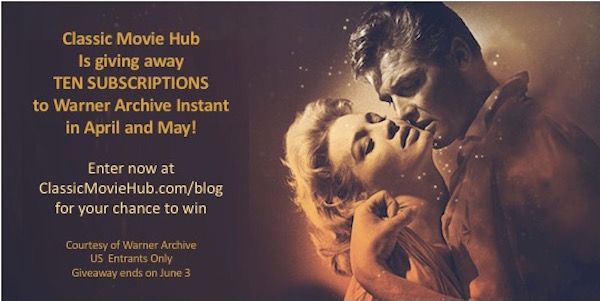 Classic Movie Hub
Is giving away
TEN SUBSCRIPTIONS
to Warner Archive Instant
in April and May!
Enter now at
ClassicMovieHub.com/blog
for your chance to win
Courtesy of Warner Archive
US Entrants Only
Giveaway ends on June 3